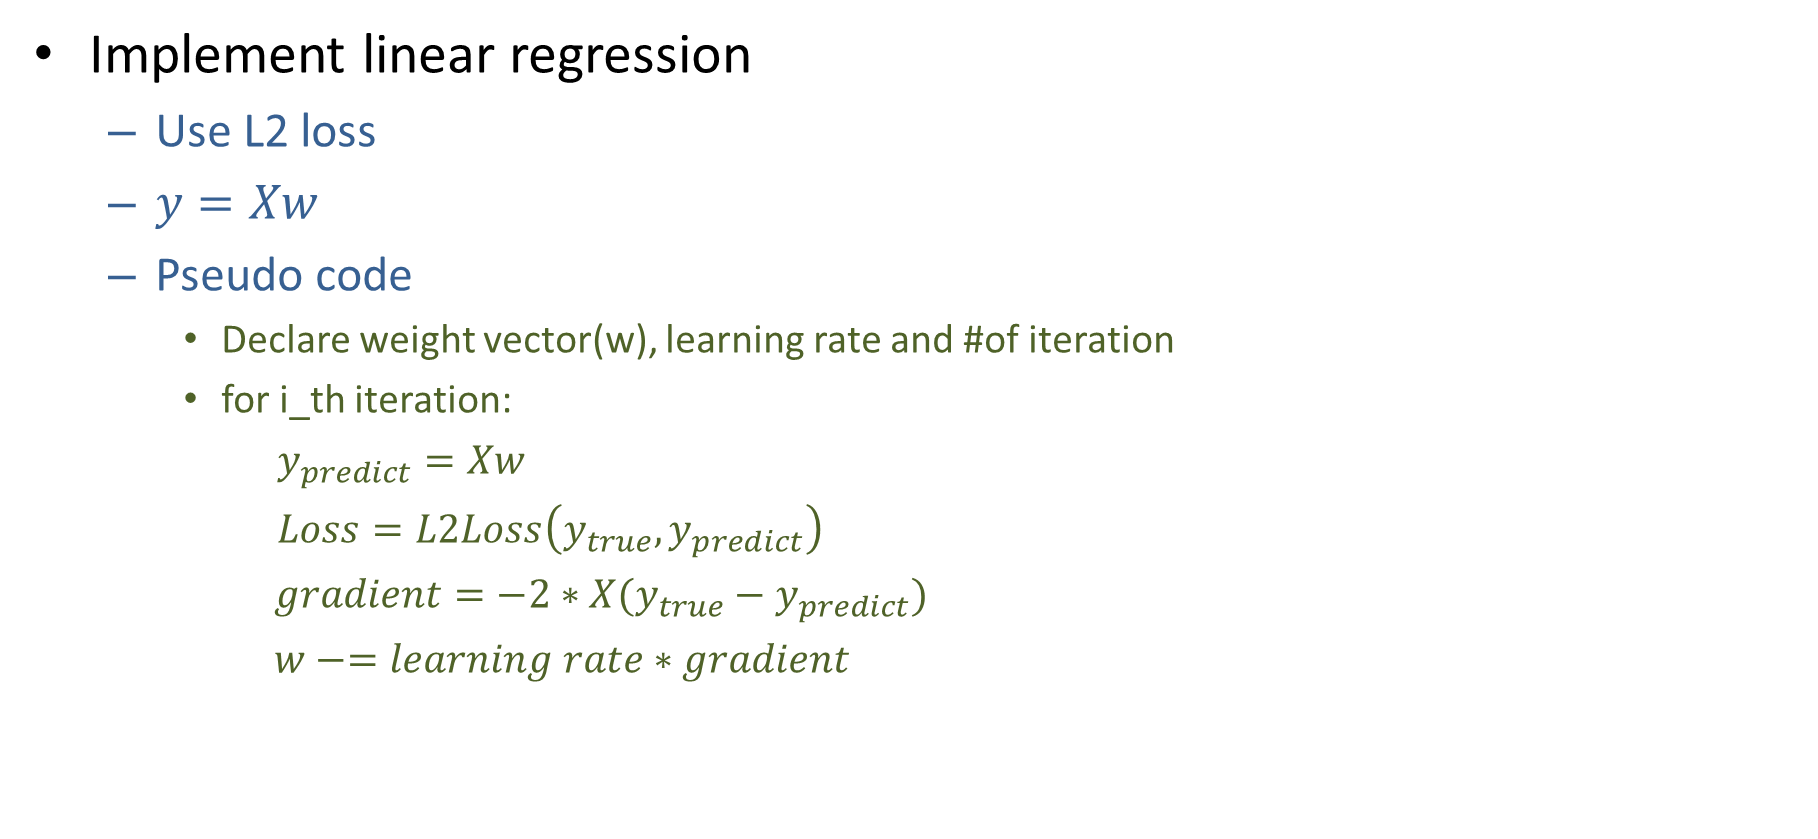 • Implement linear regression
– Use L2 loss
– y = Xw
– Pseudo code
• Declare weight vector(w), learning rate and #of iteration
• for i_th iteration:
y_predict = Xw
Loss = L2Loss(y_true, y_predict)
gradient = −2 ∗ X(y_true − y_predict)
w −= learning rate ∗ gradient